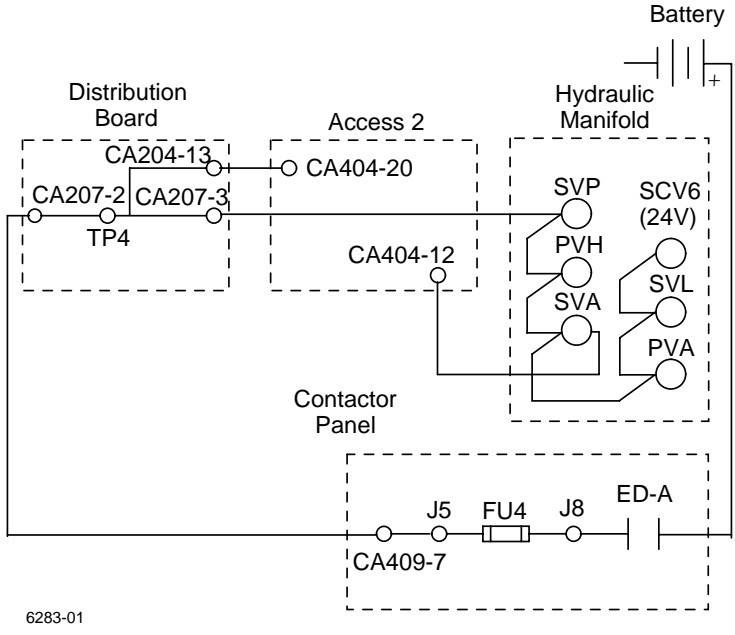 Battery
+
Distribution
Board
Access 2
Hydraulic
Manifold
CA204-13
CA404-20
CA207-2
CA207-3
TP4
SVP
SCV6
(24V)
PVH
CA404-12
SVL
SVA
PVA
Contactor
Panel
J5
FU4
J8
ED-A
CA409-7
6283-01